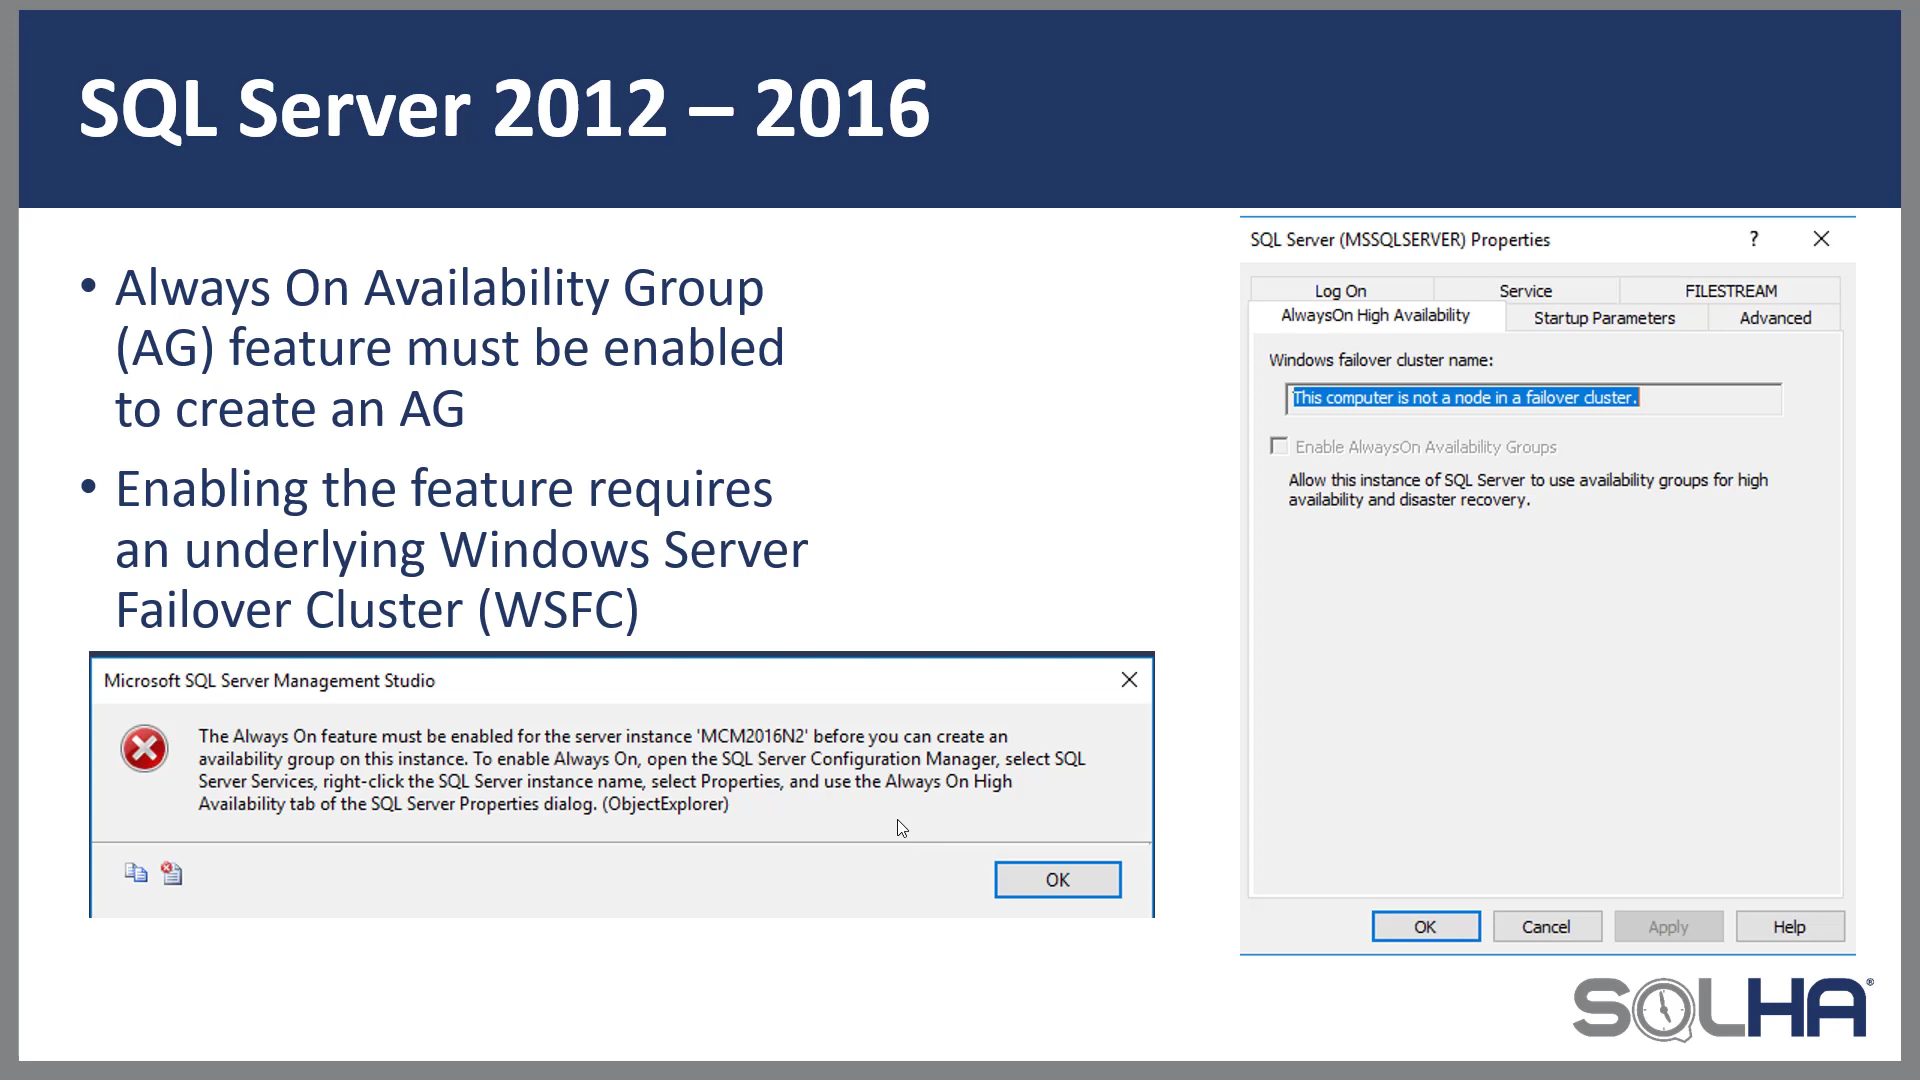 SQL Server 2012 – 2016
• Always On Availability Group
(AG) feature must be enabled
to create an AG
• Enabling the feature requires
an underlying Windows Server
Failover Cluster (WSFC)
Microsoft SQL Server Management Studio
The Always On feature must be enabled for the server instance 'MCM2016N2' before you can create an
availability group on this instance. To enable Always On, open the SQL Server Configuration Manager, select SQL
Server Services, right-click the SQL Server instance name, select Properties, and use the Always On High
Availability tab of the SQL Server Properties dialog. (ObjectExplorer)
OK
SQL Server (MSSQLSERVER) Properties
?
Log On Service FILESTREAM
AlwaysOn High Availability Startup Parameters Advanced
Windows failover cluster name:
This computer is not a node in a failover cluster.
Enable AlwaysOn Availability Groups
Allow this instance of SQL Server to use availability groups for high
availability and disaster recovery.
OK Cancel Apply Help
SQLHA®